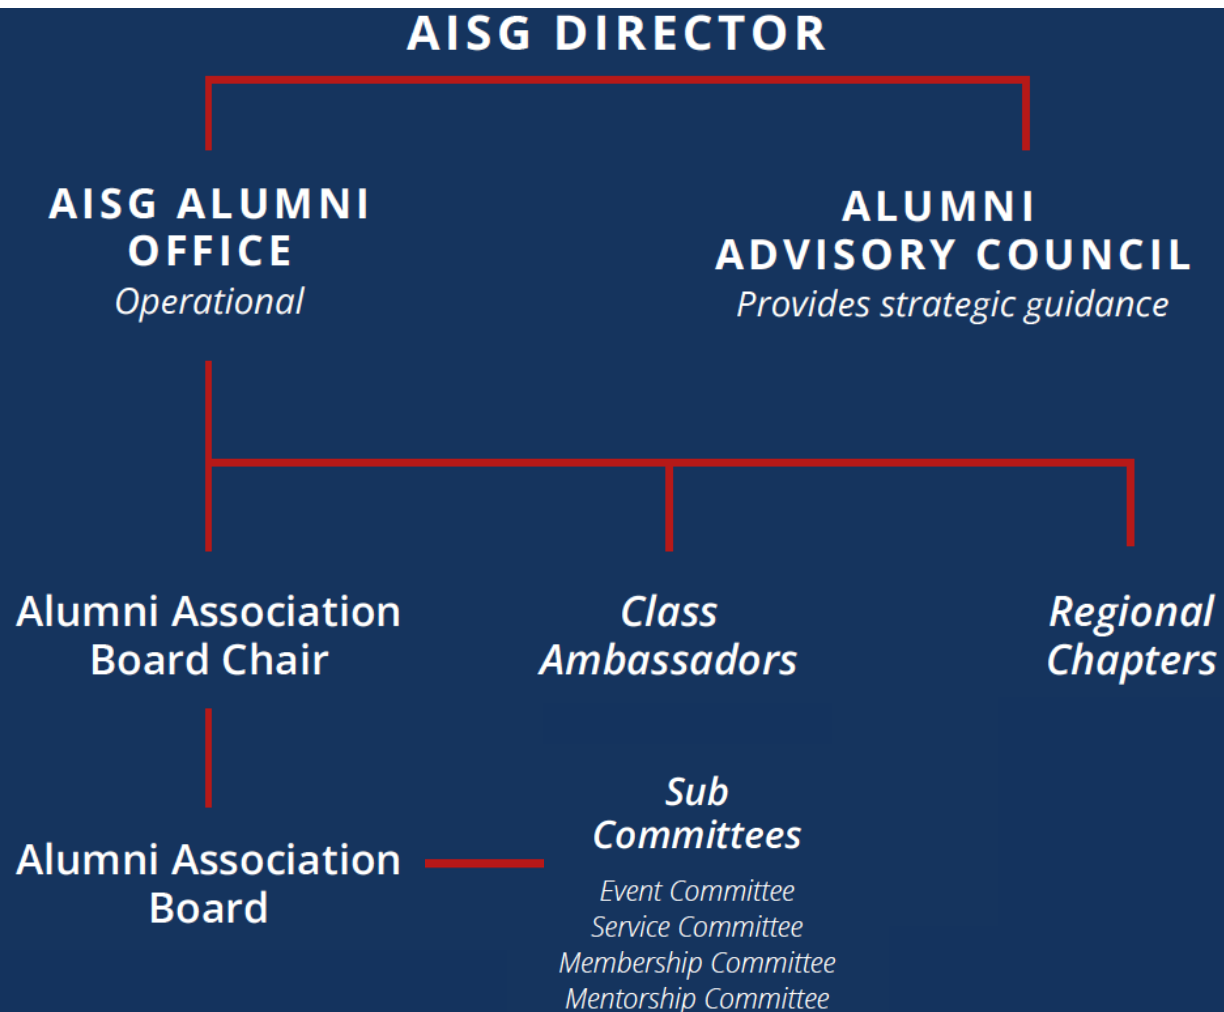 AISG DIRECTOR
AISG ALUMNI
OFFICE
Operational
ALUMNI
ADVISORY COUNCIL
Provides strategic guidance
Alumni Association
Board Chair
Class
Ambassadors
Regional
Chapters
Alumni Association
Board
Sub
Committees
Event Committee
Service Committee
Membership Committee
Mentorship Committee